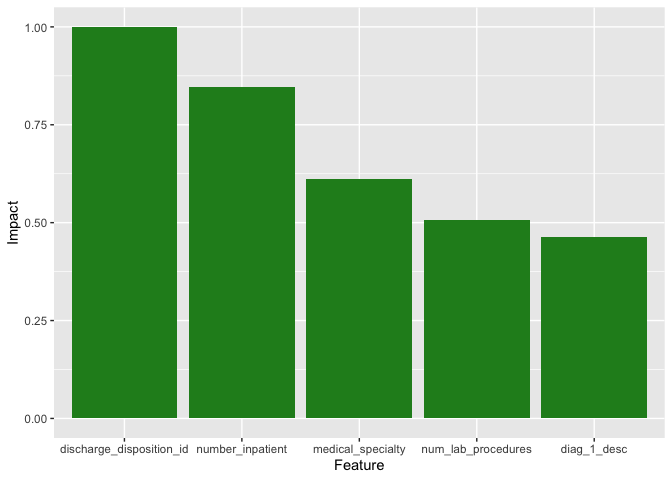 1.00
0.75
0.50
0.25
0.00
Impact
discharge_disposition_id number_inpatient medical_specialty num_lab_procedures diag_1_desc
Feature